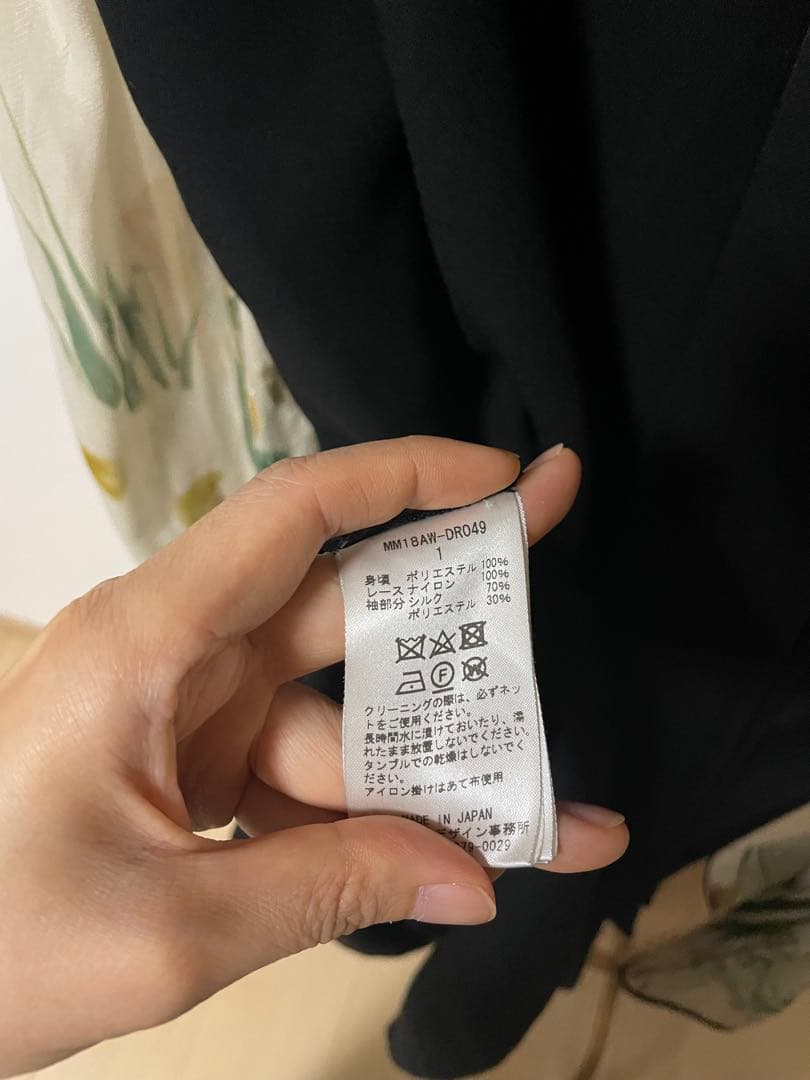 MM18AW-DR049
1
身頃 ポリエステル 100%
レース ナイロン 100%
袖部分 シルク 70%
ポリエステル 30%
F
W
クリーニングの際は、必ずネッ
トをご使用ください。
長時間水に漬けておいたり、濡
れたまま放置しないでください。
タンブルでの乾燥はしないでく
ださい。
アイロン掛けはあて布使用
MADE IN JAPAN
デザイン事務所
79-0029